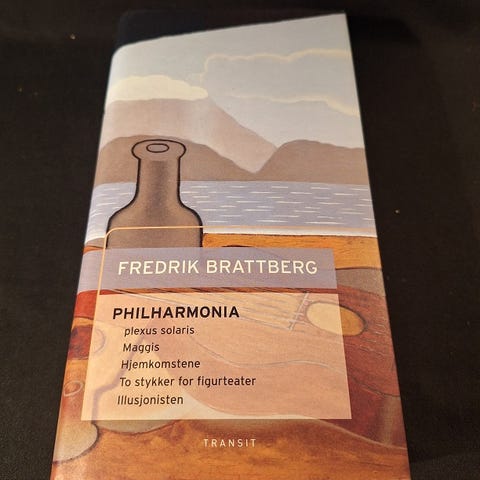 FREDRIK BRATTBERG
PHILHARMONIA
plexus solaris
Maggis
Hjemkomstene
To stykker for figurteater
Illusjonisten
TRANSIT